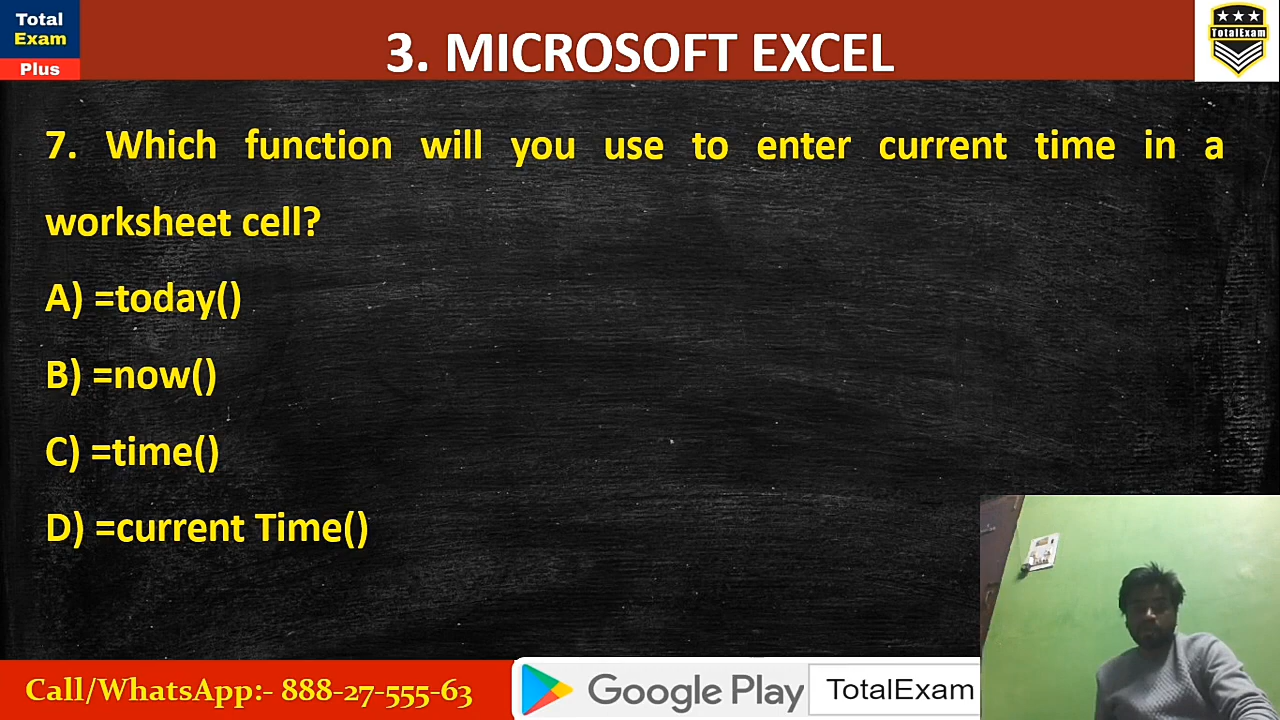 Total
Exam
Plus
3. MICROSOFT EXCEL
TotalExam
7. Which function will you use to enter current time in a
worksheet cell?
A) =today()
B) =now()
C) =time()
D) =current Time()
Call/WhatsApp:- 888-27-555-63
Google Play
TotalExam